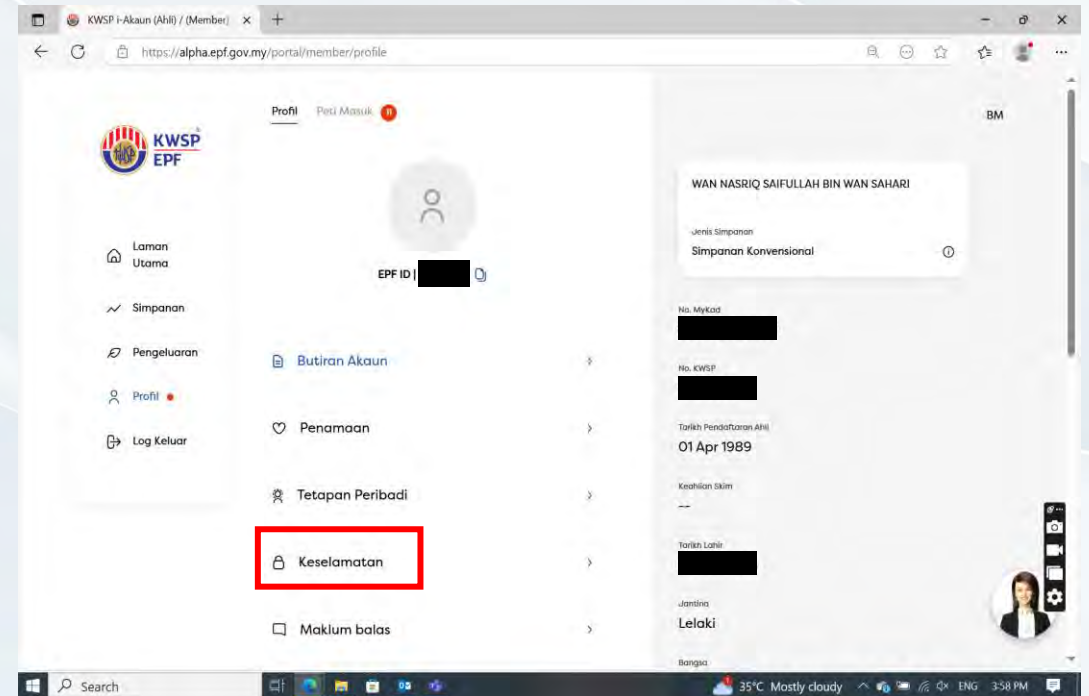 KWSP i-Akaun (Ahli) / (Member)
https://alpha.epf.gov.my/portal/member/profile
KWSP
EPF
Laman
Utama
Simpanan
Pengeluaran
Profil
Log Keluar
Profil Peti Masuk 11
EPF ID |
Butiran Akaun
Penamaan
Tetapan Peribadi
Keselamatan
Maklum balas
BM
WAN NASRIQ SAIFULLAH BIN WAN SAHARI
Jenis Simpanan
Simpanan Konvensional
No. MyKad
No. KWSP
Tarikh Pendaftaran Ahli
01 Apr 1989
Keahlian Skim
--
Tarikh Lahir
Jantina
Lelaki
Bangsa
Search
35°C Mostly cloudy ENG 3:58 PM